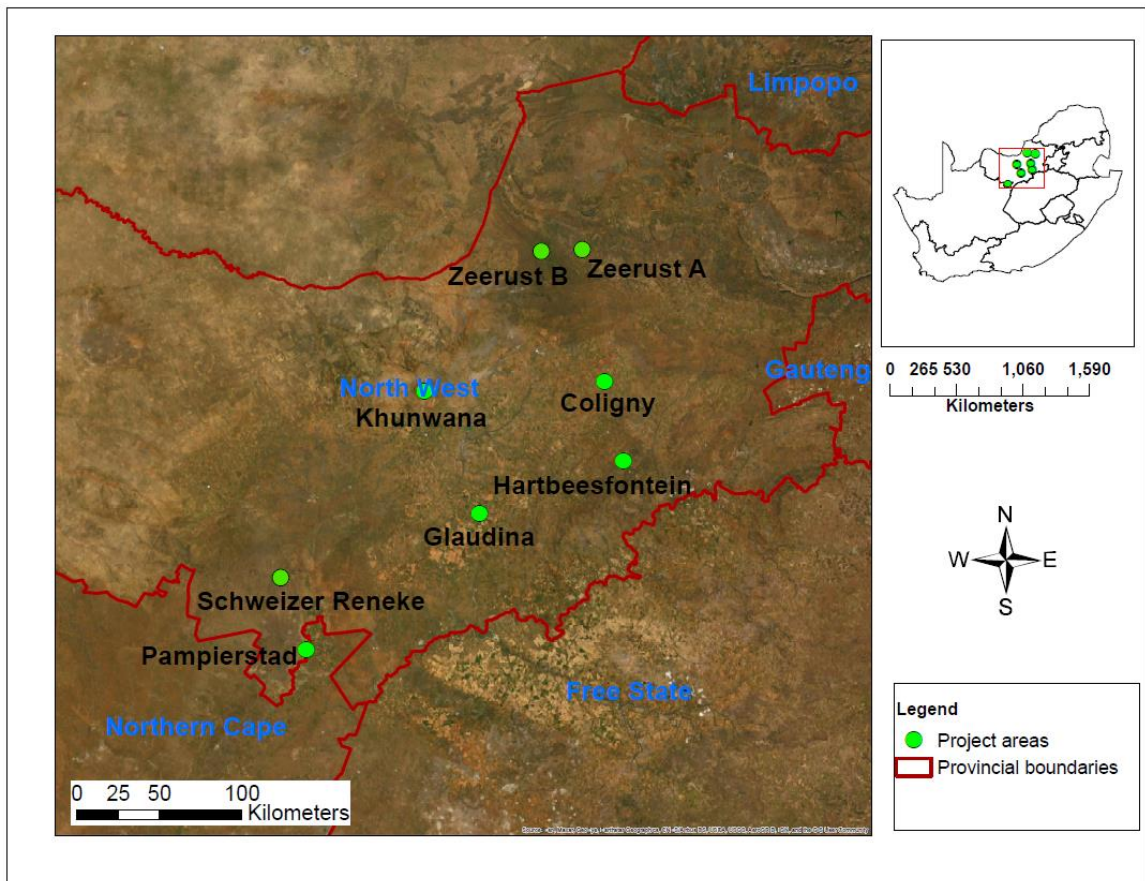 Limpopo
Zeerust B
Zeerust A
North West
Khunwana
Coligny
Gauteng
Hartbeesfontein
Glaudina
Schweizer Reneke
Pampierstad
Free State
Northern Cape
0 25 50 100
Kilometers
0 265 530 1,060 1,590
Kilometers
N
W E
S
Legend
Project areas
Provincial boundaries